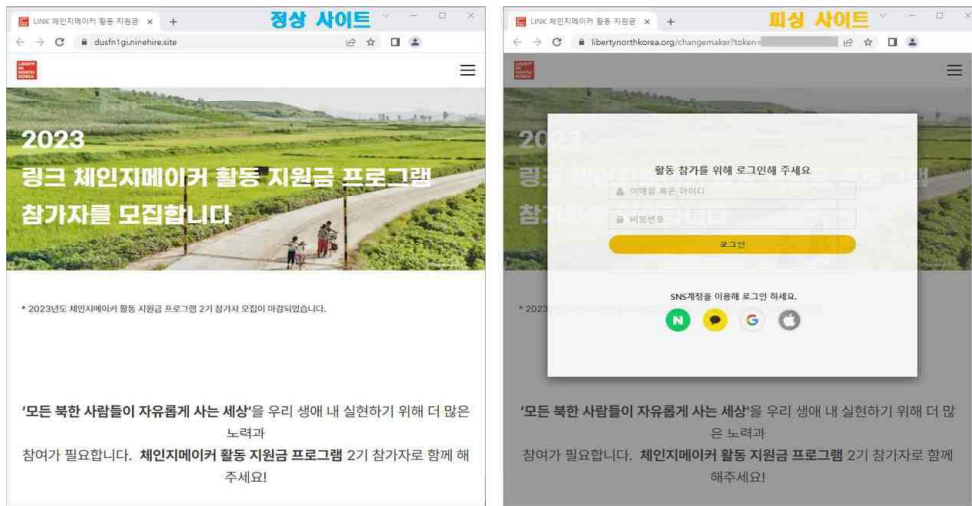 LiNK 체인지메이커 활동 지원금
정상 사이트
dusfn1gi.ninehire.site
LIBERTY IN NORTH KOREA
2023
링크 체인지메이커 활동 지원금 프로그램
참가자를 모집합니다
* 2023년도 체인지메이커 활동 지원금 프로그램 2기 참가자 모집이 마감되었습니다.
‘모든 북한 사람들이 자유롭게 사는 세상’을 우리 생애 내 실현하기 위해 더 많은
노력과
참여가 필요합니다. 체인지메이커 활동 지원금 프로그램 2기 참가자로 함께 해
주세요!
LiNK 체인지메이커 활동 지원금
피싱 사이트
libertynorthkorea.org/changemaker?token=
2023
링크
참
활동 참가를 위해 로그인해 주세요
이메일 혹은 아이디
비밀번호
로그인
SNS계정을 이용해 로그인 하세요.
N
G
* 2023
‘모든 북한 사람들이 자유롭게 사는 세상’을 우리 생애 내 실현하기 위해 더 많
은 노력과
참여가 필요합니다. 체인지메이커 활동 지원금 프로그램 2기 참가자로 함께
해주세요!